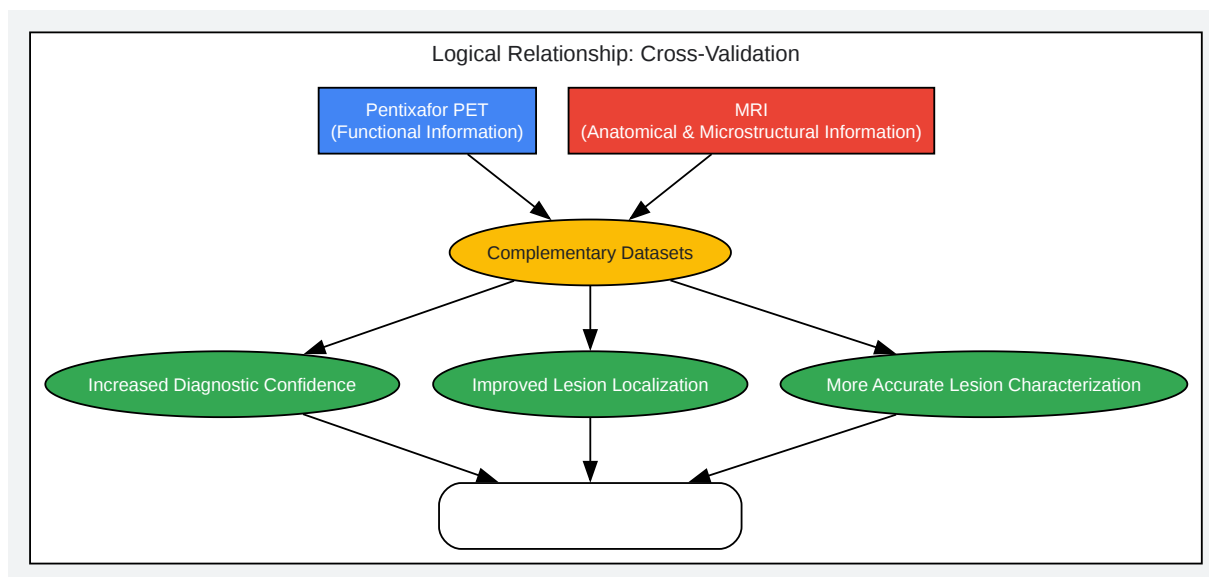 Logical Relationship: Cross-Validation
Pentixafor PET
(Functional Information)
MRI
(Anatomical & Microstructural Information)
Complementary Datasets
Increased Diagnostic Confidence
Improved Lesion Localization
More Accurate Lesion Characterization